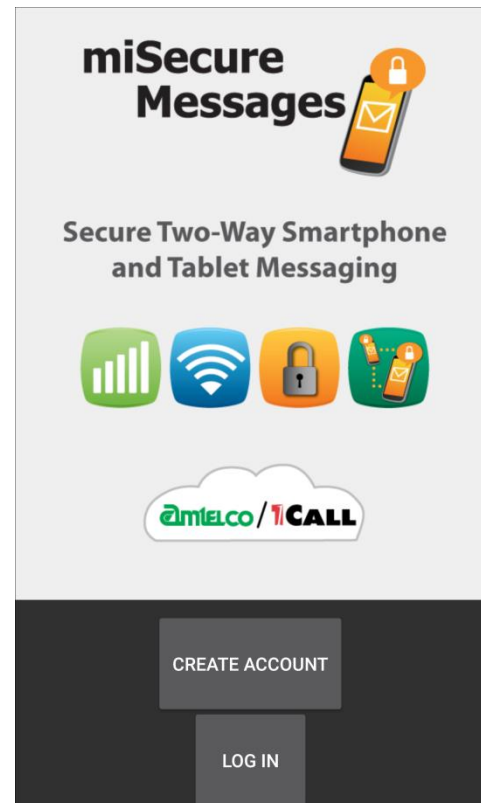 miSecure
Messages
Secure Two-Way Smartphone
and Tablet Messaging
amtelco / 1CALL
CREATE ACCOUNT
LOG IN